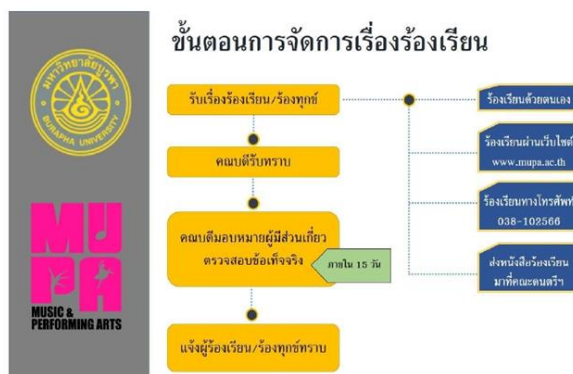 ขั้นตอนการจัดการเรื่องร้องเรียน
มหาวิทยาลัยบูรพา
BURAPHA UNIVERSITY
MUPA
MUSIC &
PERFORMING ARTS
รับเรื่องร้องเรียน/ร้องทุกข์
คณบดีรับทราบ
คณบดีมอบหมายผู้มีส่วนเกี่ยว
ตรวจสอบข้อเท็จจริง
ภายใน 15 วัน
แจ้งผู้ร้องเรียน/ร้องทุกข์ทราบ
ร้องเรียนด้วยตนเอง
ร้องเรียนผ่านเว็บไซต์
www.mupa.ac.th
ร้องเรียนทางโทรศัพท์
038-102566
ส่งหนังสือร้องเรียน
มาที่คณะดนตรีฯ